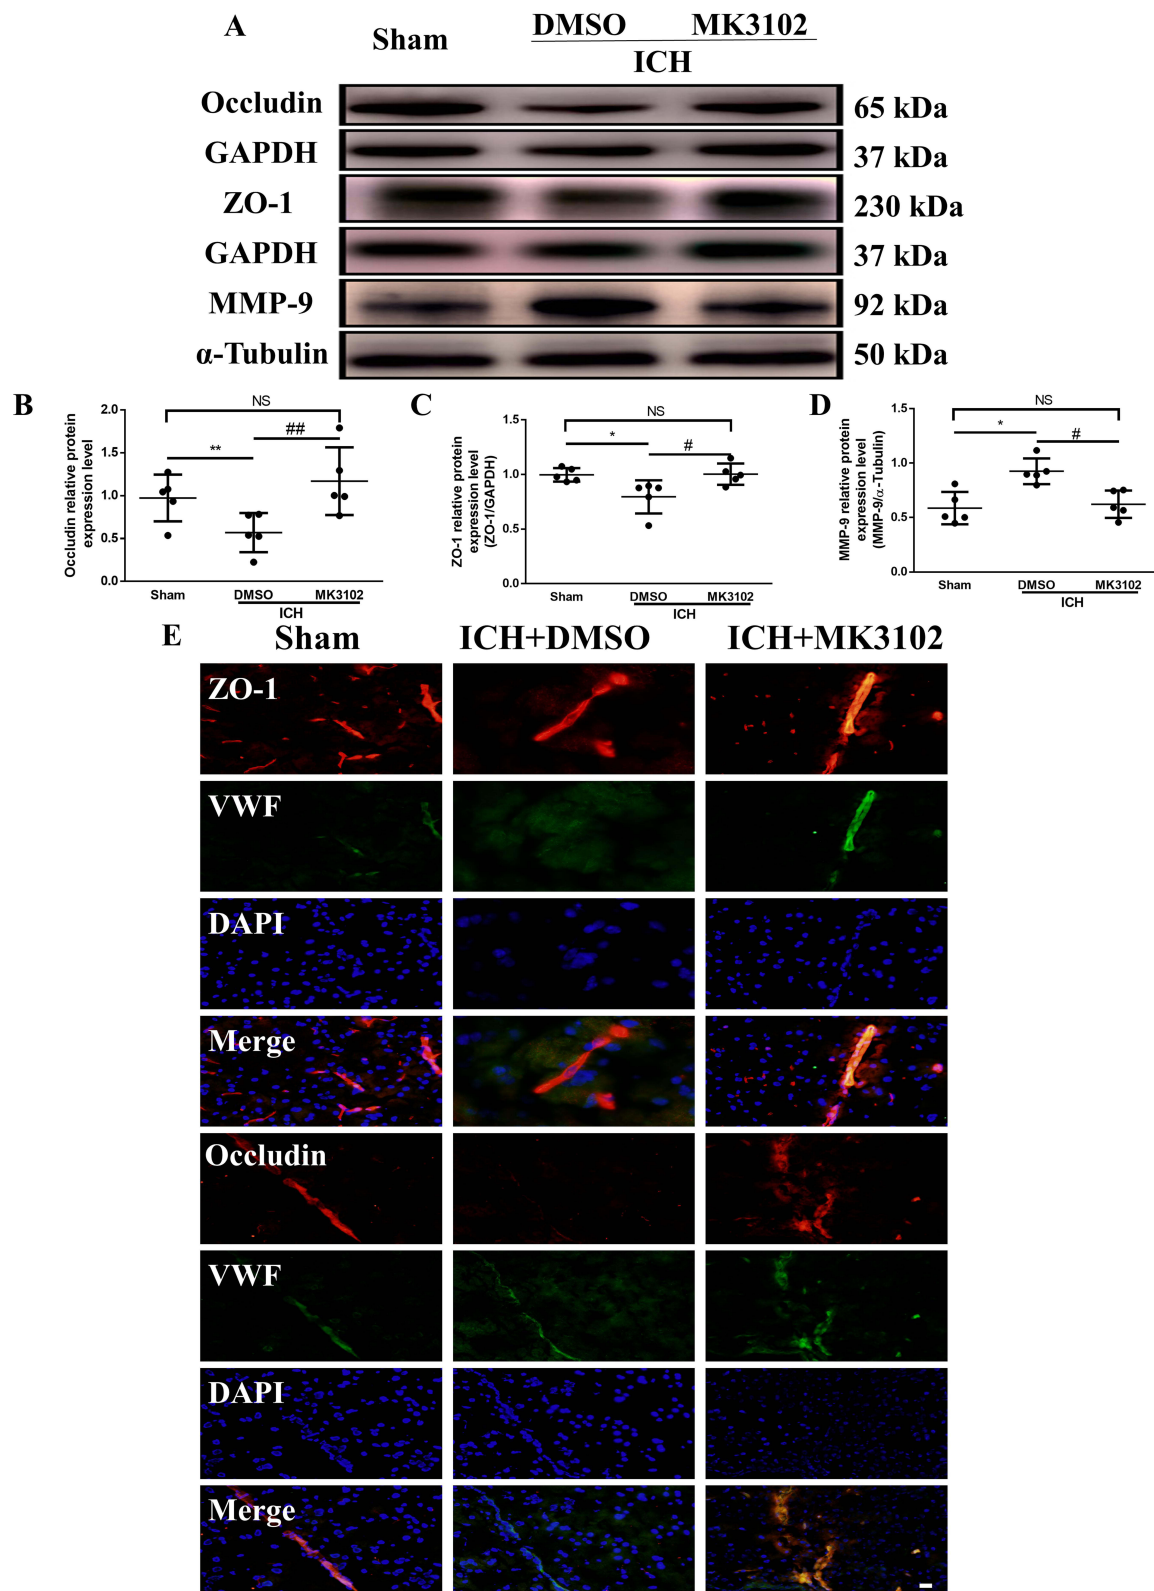 A
Sham
DMSO
MK3102
ICH
Occludin
65 kDa
GAPDH
37 kDa
ZO-1
230 kDa
GAPDH
37 kDa
MMP-9
92 kDa
α-Tubulin
50 kDa
B
Occludin relative protein
expression level
2.0
1.5
1.0
0.5
0.0
NS
**
##
Sham
DMSO
MK3102
ICH
C
ZO-1 relative protein
expression level
(ZO-1/GAPDH)
1.5
1.0
0.5
0.0
NS
*
#
Sham
DMSO
MK3102
ICH
D
MMP-9 relative protein
expression level
(MMP-9/α-Tubulin)
1.5
1.0
0.5
0.0
NS
*
#
Sham
DMSO
MK3102
ICH
E
Sham
ICH+DMSO
ICH+MK3102
ZO-1
VWF
DAPI
Merge
Occludin
VWF
DAPI
Merge